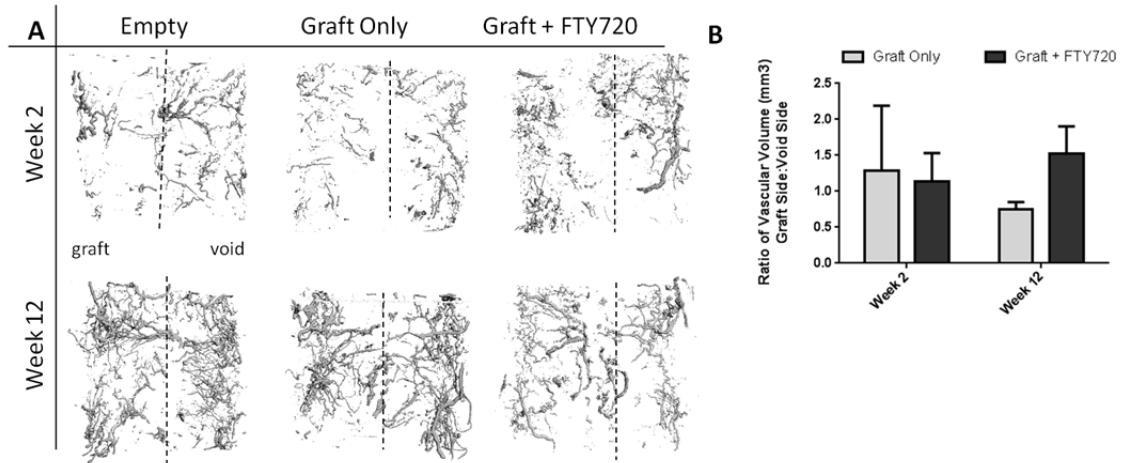 A
Empty
Graft Only
Graft + FTY720
Week 2
graft
void
Week 12
B
Graft Only
Graft + FTY720
Ratio of Vascular Volume (mm3)
Graft Side:Void Side
2.5
2.0
1.5
1.0
0.5
0.0
Week 2
Week 12